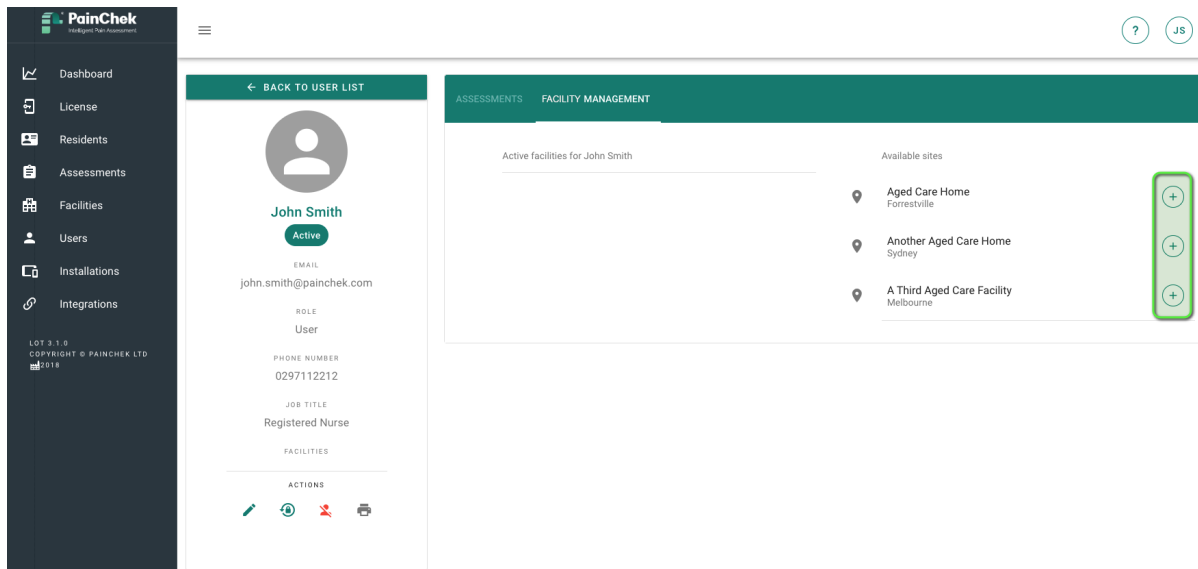 PainChek
Intelligent Pain Assessment
?
JS
Dashboard
License
Residents
Assessments
Facilities
Users
Installations
Integrations
LOT 3.1.0
COPYRIGHT © PAINCHEK LTD
2018
← BACK TO USER LIST
John Smith
Active
EMAIL
john.smith@painchek.com
ROLE
User
PHONE NUMBER
0297112212
JOB TITLE
Registered Nurse
FACILITIES
ACTIONS
ASSESSMENTS FACILITY MANAGEMENT
Active facilities for John Smith
Available sites
Aged Care Home
Forrestville
Another Aged Care Home
Sydney
A Third Aged Care Facility
Melbourne